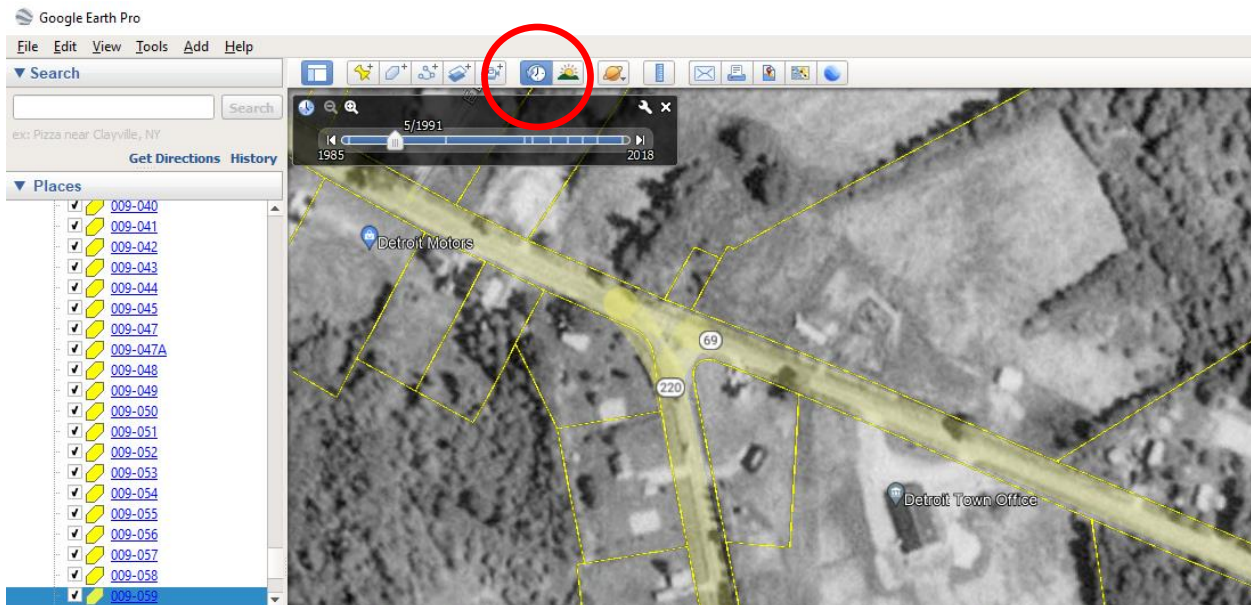 Google Earth Pro
File Edit View Tools Add Help
▼ Search
Search
ex: Pizza near Clayville, NY
Get Directions History
▼ Places
009-040
009-041
009-042
009-043
009-044
009-045
009-047
009-047A
009-048
009-049
009-050
009-051
009-052
009-053
009-054
009-055
009-056
009-057
009-058
009-059
5/1991
1985 2018
Detroit Motors
69
220
Detroit Town Office